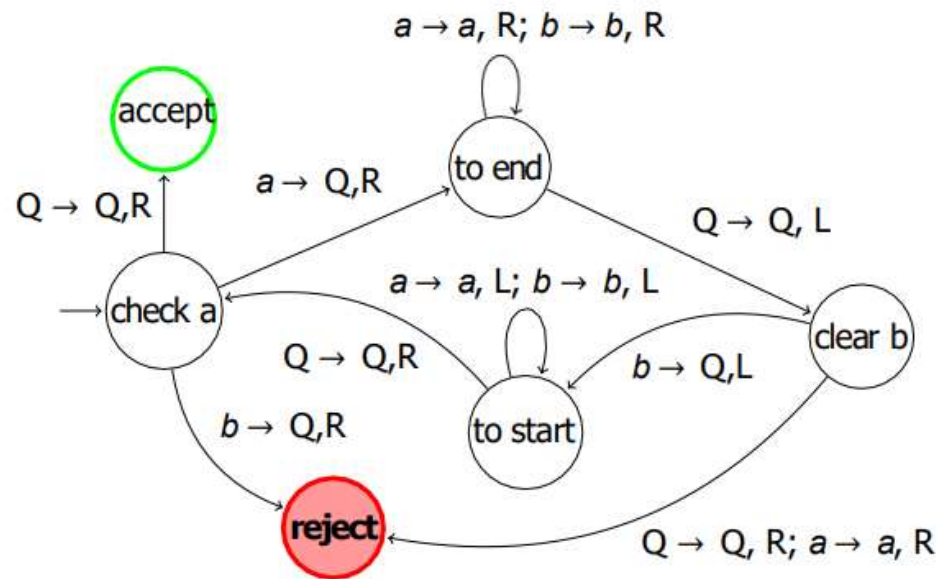 a → a, R; b → b, R
accept
to end
a → Q,R
Q → Q,R
Q → Q, L
a → a, L; b → b, L
check a
clear b
Q → Q,R
b → Q,L
to start
b → Q,R
reject
Q → Q, R; a → a, R